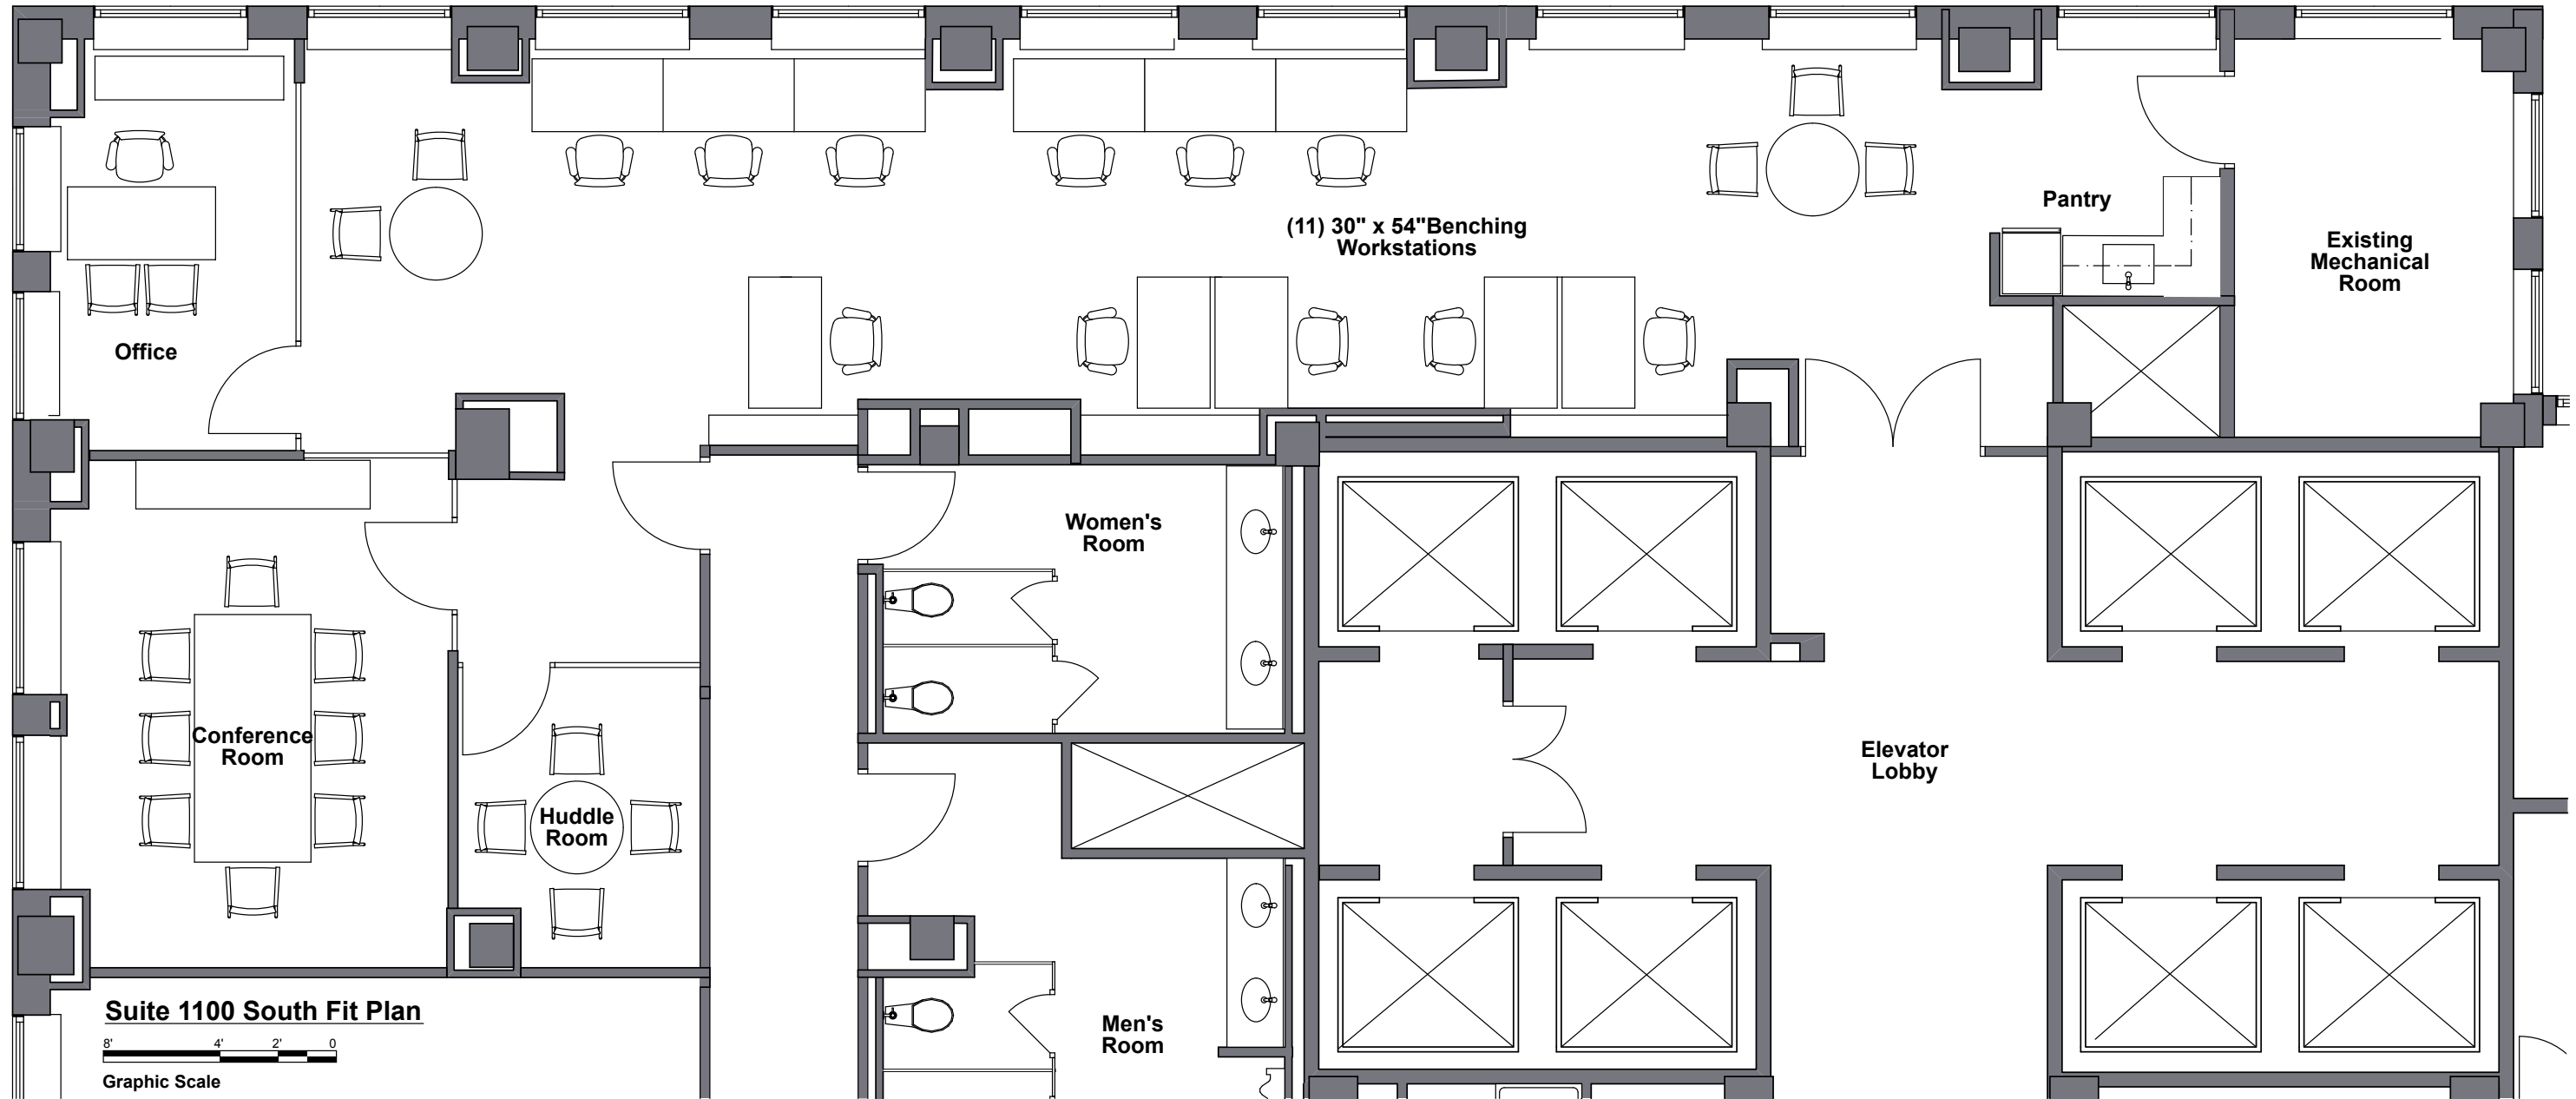 (11) 30" x 54"Benching
Workstations
Pantry
Existing
Mechanical
Room
Office
Women's
Room
Conference
Room
Huddle
Room
Elevator
Lobby
Men's
Room
Suite 1100 South Fit Plan
8' 4' 2' 0
Graphic Scale